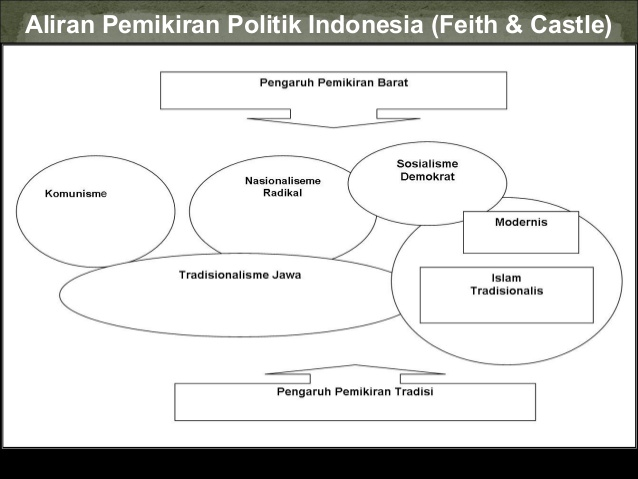 Aliran Pemikiran Politik Indonesia (Feith & Castle)
Pengaruh Pemikiran Barat
Komunisme
Nasionaliseme
Radikal
Sosialisme
Demokrat
Modernis
Tradisionalisme Jawa
Islam
Tradisionalis
Pengaruh Pemikiran Tradisi